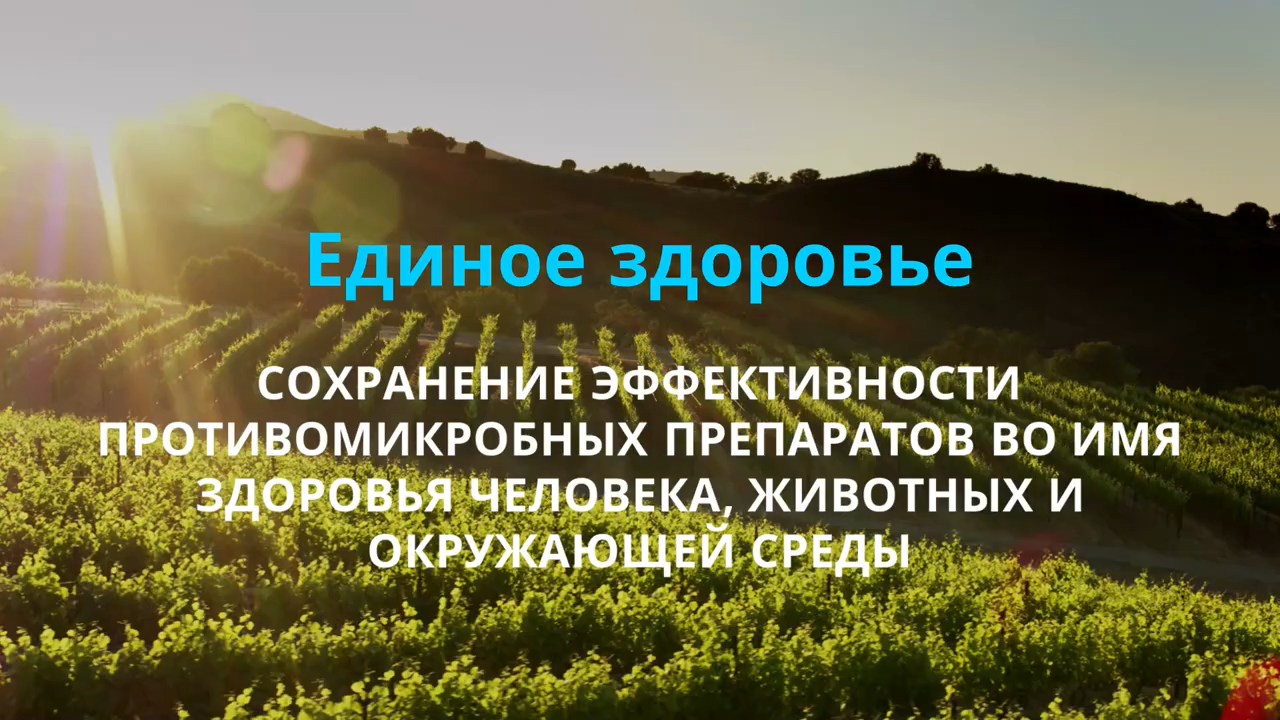 Единое здоровье
СОХРАНЕНИЕ ЭФФЕКТИВНОСТИ
ПРОТИВОМИКРОБНЫХ ПРЕПАРАТОВ ВО ИМЯ
ЗДОРОВЬЯ ЧЕЛОВЕКА, ЖИВОТНЫХ И
ОКРУЖАЮЩЕЙ СРЕДЫ